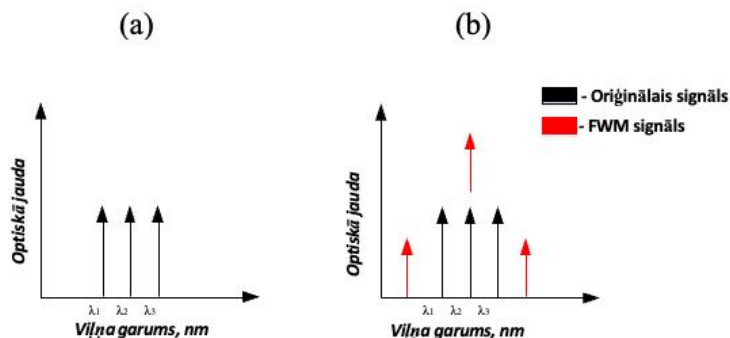 (a)
Optiskā jauda
λ1 λ2 λ3
Viļņa garums, nm
(b)
Optiskā jauda
λ1 λ2 λ3
Viļņa garums, nm
- Oriģinālais signāls
- FWM signāls